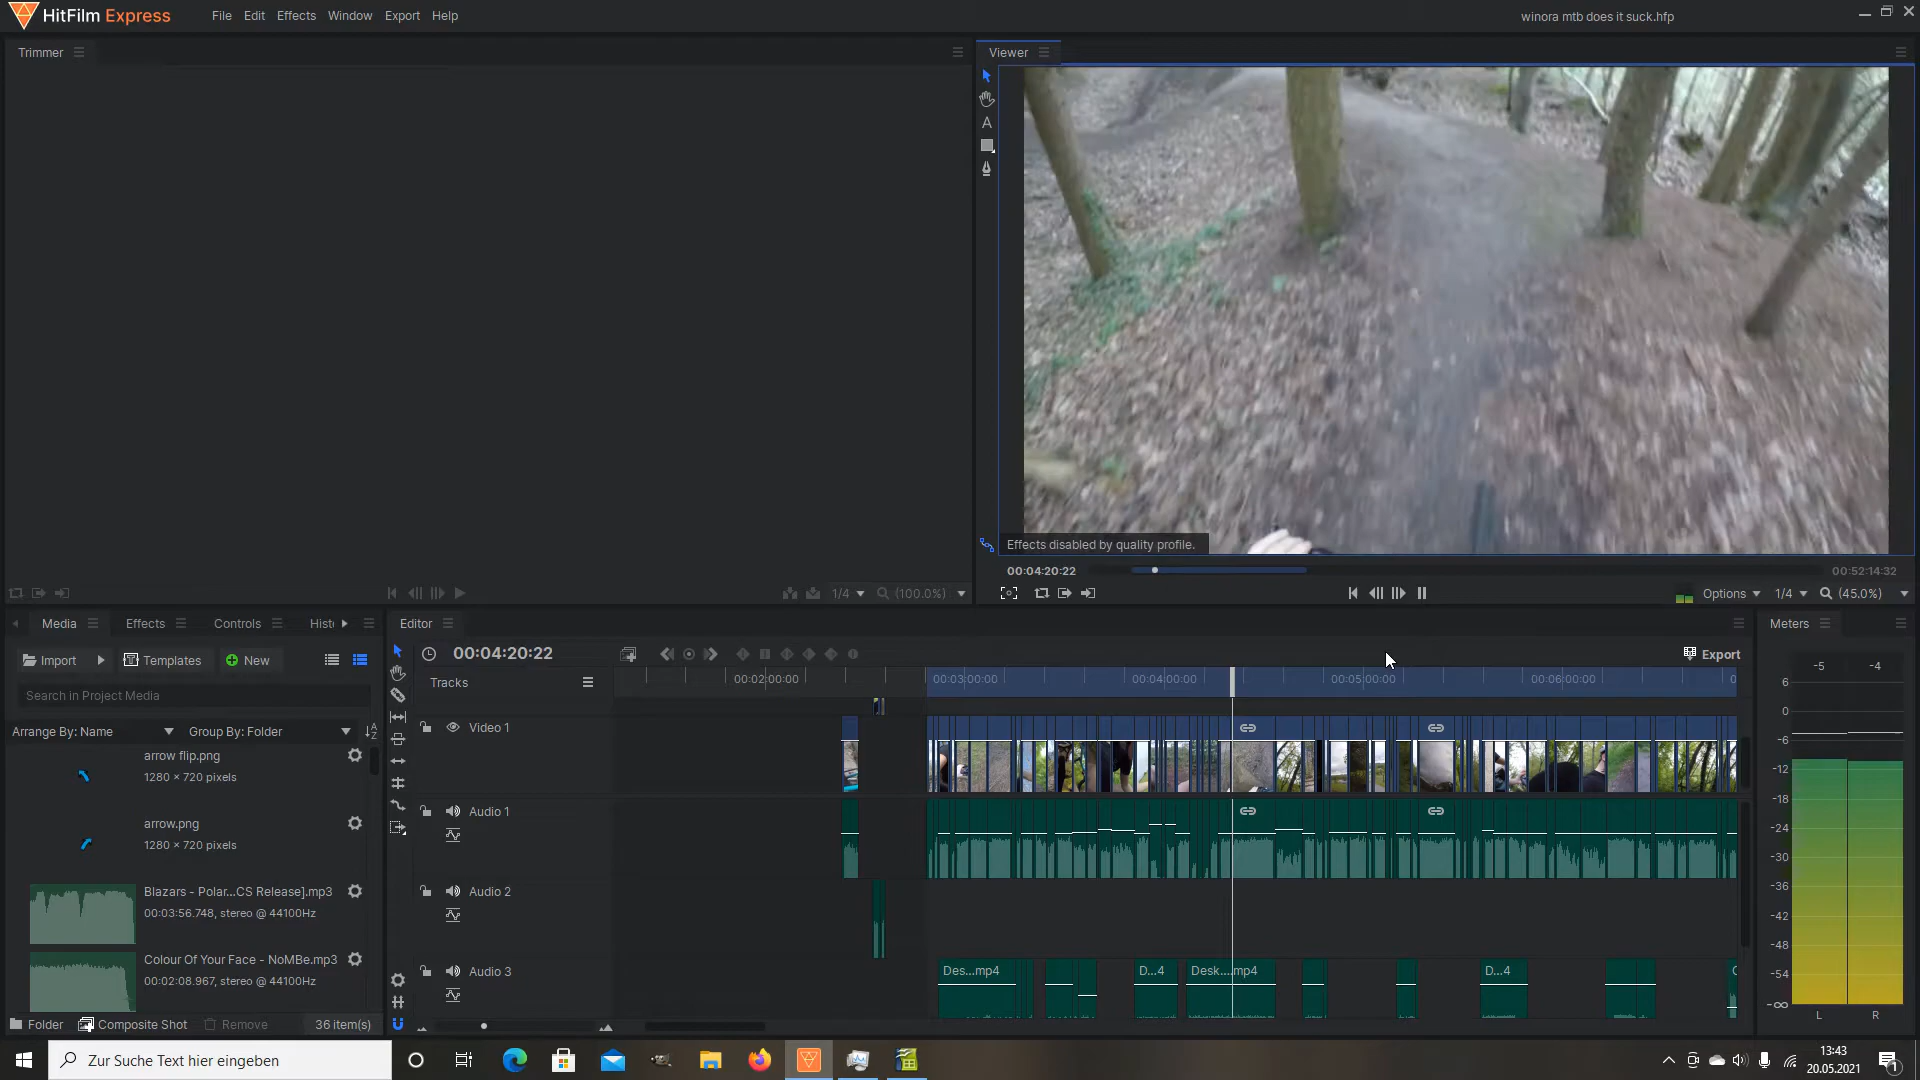 HitFilm Express
File Edit Effects Window Export Help
winora mtb does it suck.hfp
Trimmer
Viewer
Effects disabled by quality profile.
00:04:20:22
00:52:14:32
1/4
(100.0%)
Options
1/4
(45.0%)
Media
Effects
Controls
Histo
Editor
Meters
Import
Templates
New
00:04:20:22
Export
-5 -4
Search in Project Media
Tracks
00:02:00:00 00:03:00:00 00:04:00:00 00:05:00:00 00:06:00:00
Arrange By: Name
Group By: Folder
arrow flip.png
1280 × 720 pixels
arrow.png
1280 × 720 pixels
Blazars - Polar...CS Release].mp3
00:03:56.748, stereo @ 44100Hz
Colour Of Your Face - NoMBe.mp3
00:02:08.967, stereo @ 44100Hz
Video 1
Audio 1
Audio 2
Audio 3
Des...mp4
D...4
Desk....mp4
D...4
6
0
-6
-12
-18
-24
-30
-36
-42
-48
-54
-∞
L R
Folder
Composite Shot
Remove
36 item(s)
Zur Suche Text hier eingeben
13:43
20.05.2021
1